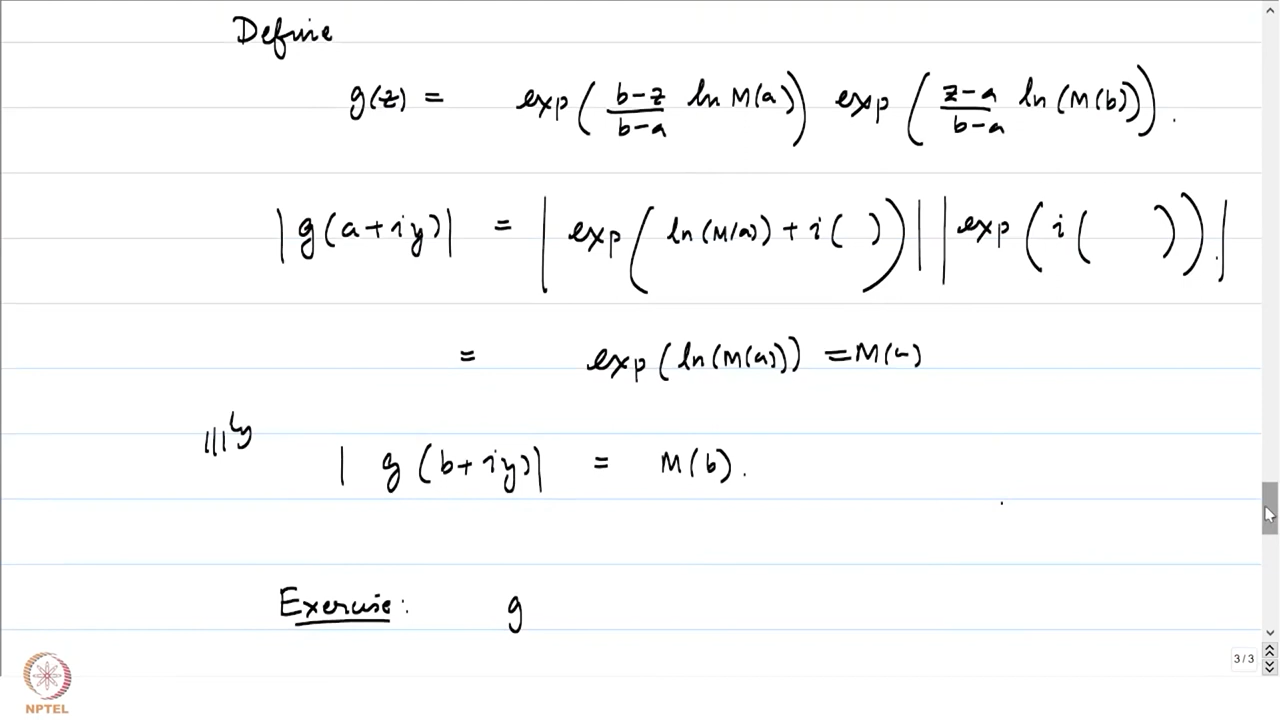 Define
g(z) = exp( (b-z)/(b-a) ln M(a) ) exp( (z-a)/(b-a) ln (M(b)) ).
|g(a+iy)| = | exp( ln(M(a)) + i( ) ) | | exp( i( ) ). |
= exp(ln(M(a))) = M(a)
|||ly | g(b+iy)| = M(b).
Exercise: g
3/3
NPTEL